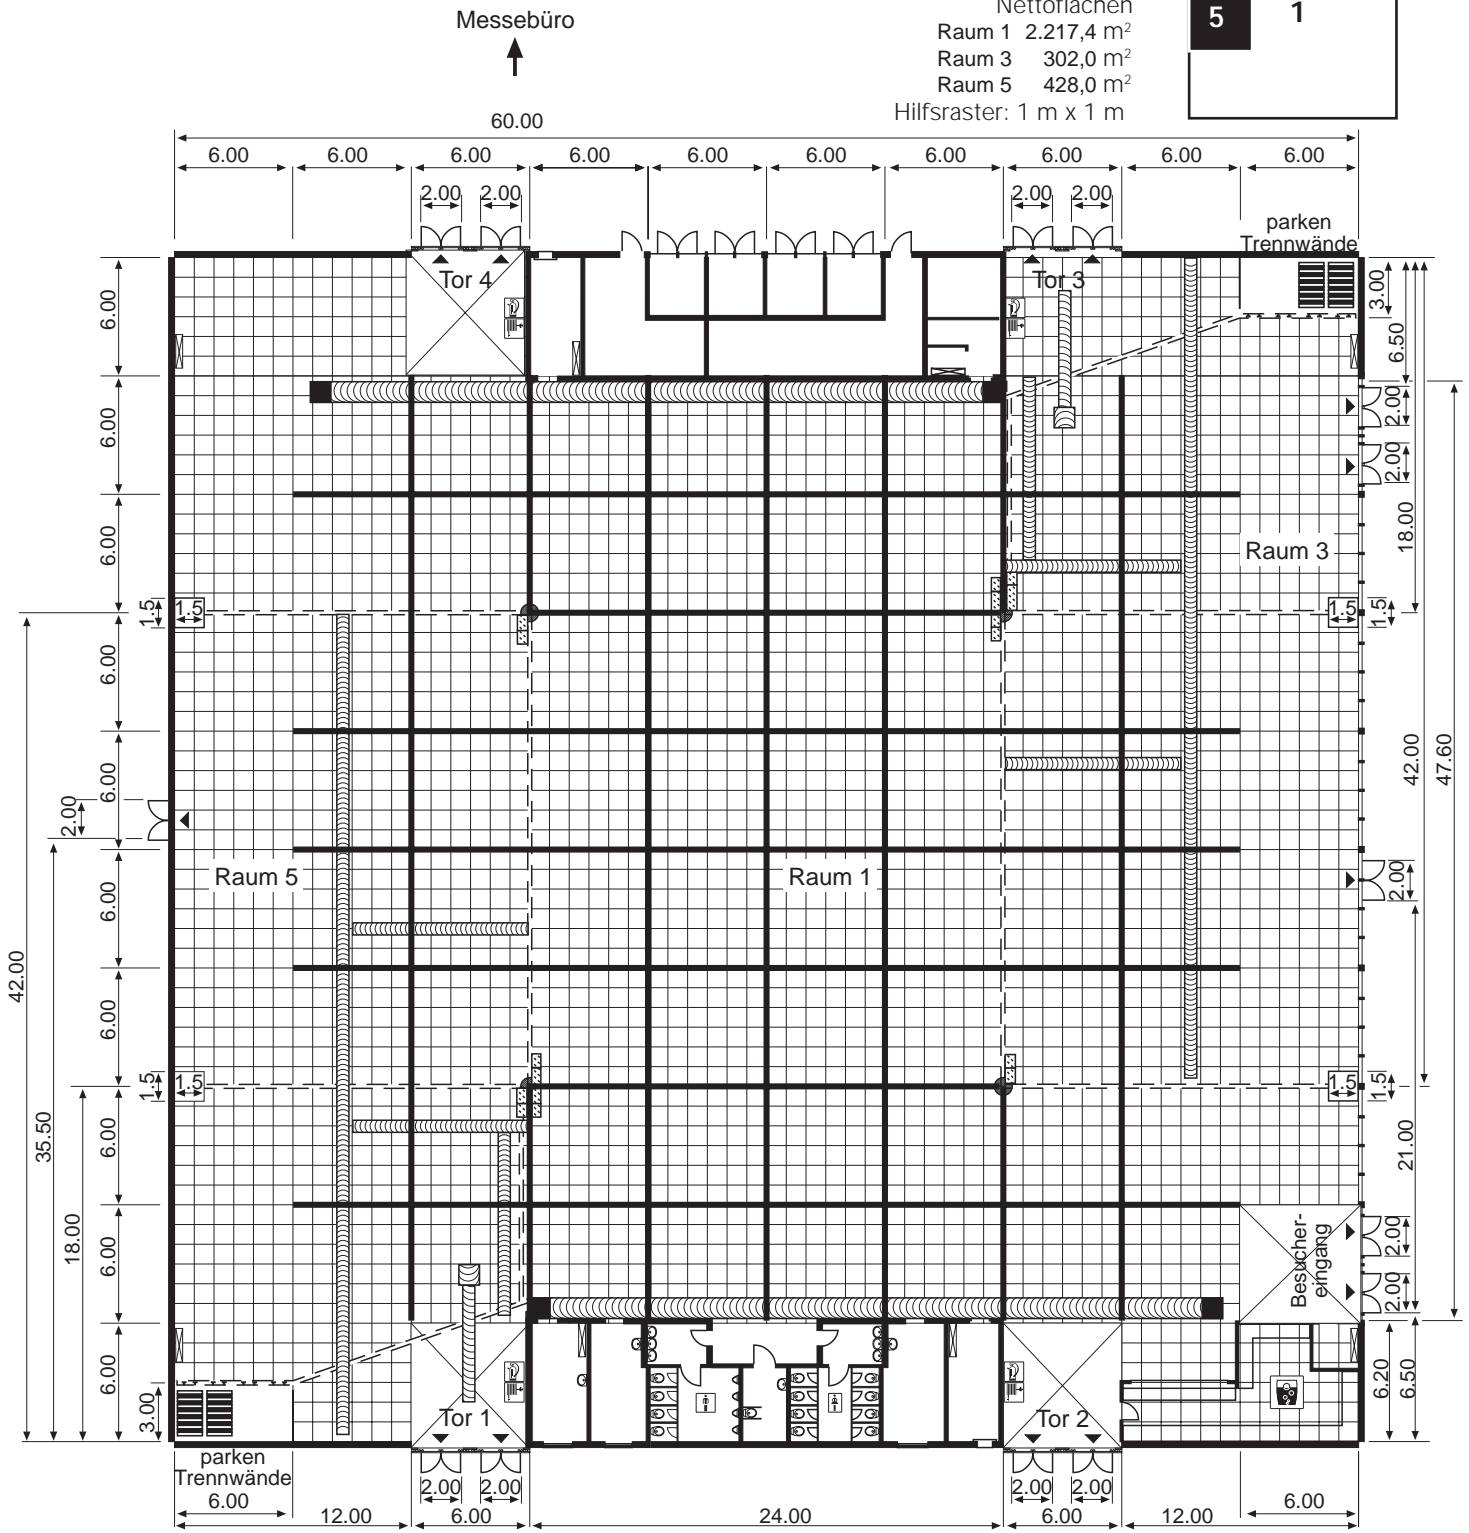 Messebüro
Nettoflächen
Raum 1 2.217,4 m²
Raum 3 302,0 m²
Raum 5 428,0 m²
Hilfsraster: 1 m x 1 m
5 1
60.00
6.00 6.00 6.00 6.00 6.00 6.00 6.00 6.00 6.00 6.00
2.00 2.00 2.00 2.00
parken
Trennwände
Tor 4 Tor 3
6.00
3.00
6.50
6.00
2.00
2.00
6.00
18.00
Raum 3
1.5 1.5 1.5 1.5
6.00
6.00
2.00
42.00
47.60
Raum 5 Raum 1
6.00
2.00
42.00
6.00
1.5 1.5 1.5 1.5
35.50
6.00
21.00
18.00
6.00
Besucher-
eingang
2.00
2.00
6.00
3.00
6.20
6.50
Tor 1 Tor 2
parken
Trennwände
6.00 2.00 2.00 2.00 2.00 6.00
12.00 6.00 24.00 6.00 12.00